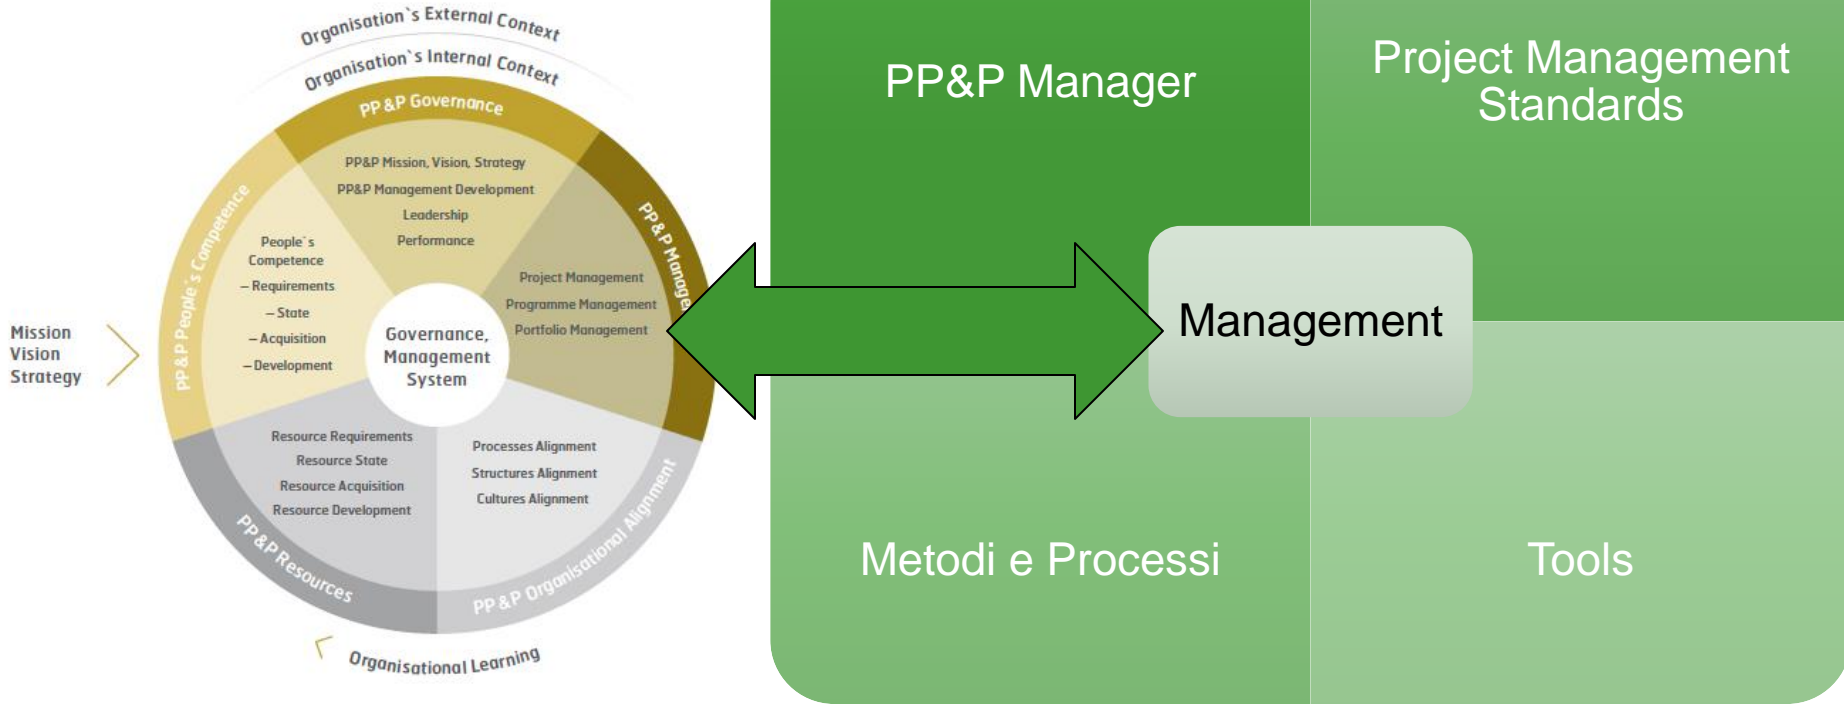 Organisation`s External Context
Organisation`s Internal Context
PP&P Governance
PP&P Mission, Vision, Strategy
PP&P Management Development
Leadership
Performance
PP&P People`s Competence
People`s
Competence
– Requirements
– State
– Acquisition
– Development
PP&P Manage
Project Management
Programme Management
Portfolio Management
Mission
Vision
Strategy
Governance,
Management
System
Resource Requirements
Resource State
Resource Acquisition
Resource Development
PP&P Resources
Processes Alignment
Structures Alignment
Cultures Alignment
PP&P Organisational Alignment
Organisational Learning
PP&P Manager
Project Management
Standards
Management
Metodi e Processi
Tools